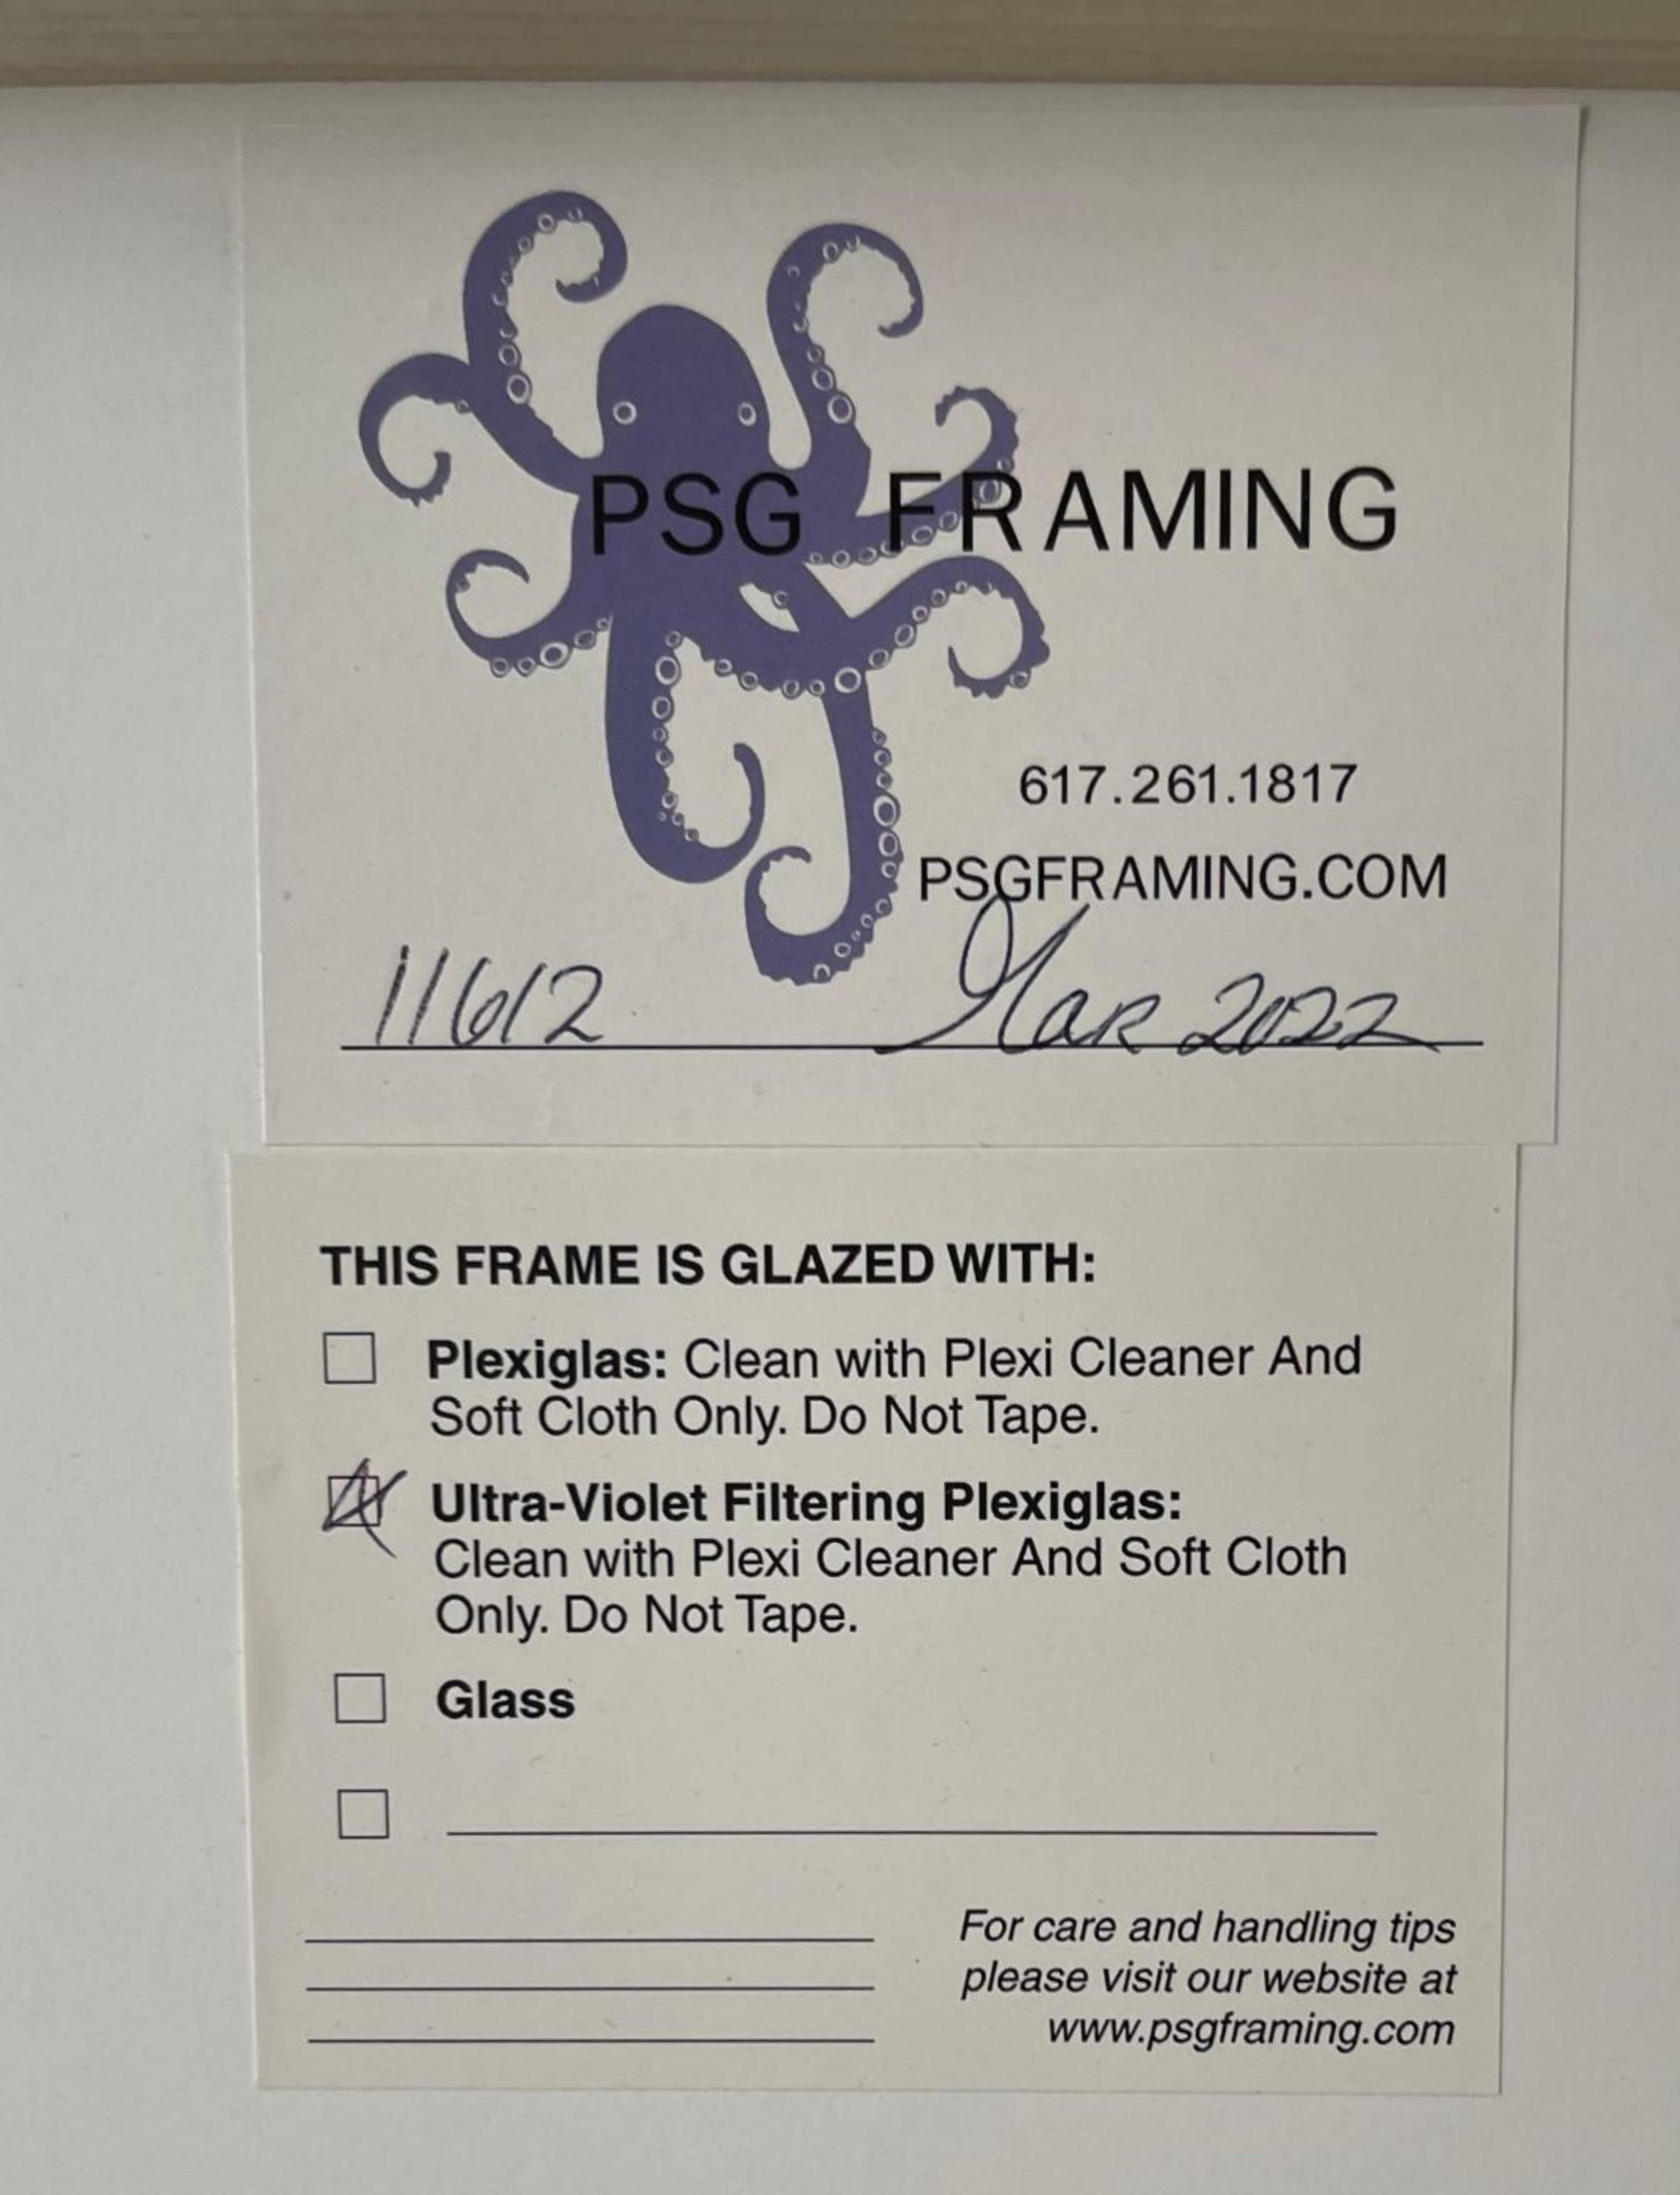 PSG FRAMING
617.261.1817
PSGFRAMING.COM
11612 Mar 2022
THIS FRAME IS GLAZED WITH:
Plexiglas: Clean with Plexi Cleaner And
Soft Cloth Only. Do Not Tape.
Ultra-Violet Filtering Plexiglas:
Clean with Plexi Cleaner And Soft Cloth
Only. Do Not Tape.
Glass
For care and handling tips
please visit our website at
www.psgframing.com